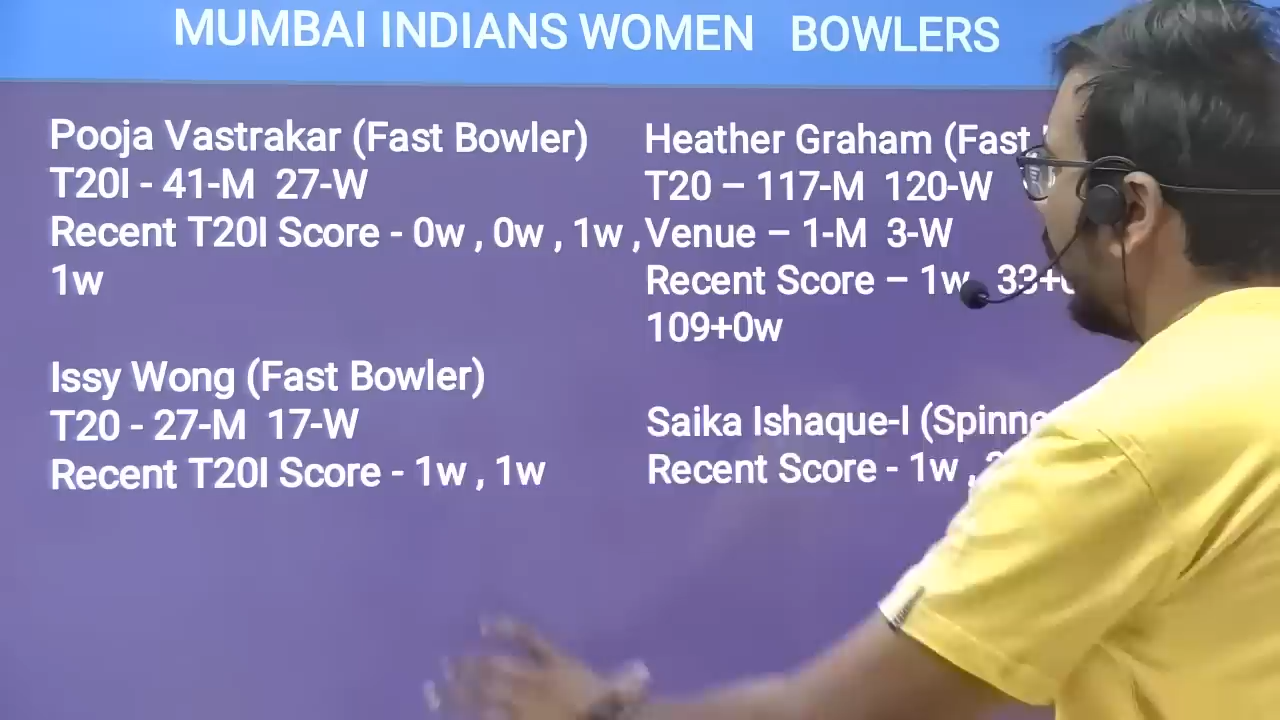 MUMBAI INDIANS WOMEN BOWLERS
Pooja Vastrakar (Fast Bowler)
T20I - 41-M 27-W
Recent T20I Score - 0w , 0w , 1w ,
1w
Issy Wong (Fast Bowler)
T20 - 27-M 17-W
Recent T20I Score - 1w , 1w
Heather Graham (Fast
T20 – 117-M 120-W
Venue – 1-M 3-W
Recent Score – 1w
109+0w
Saika Ishaque-I
Recent Score - 1w ,